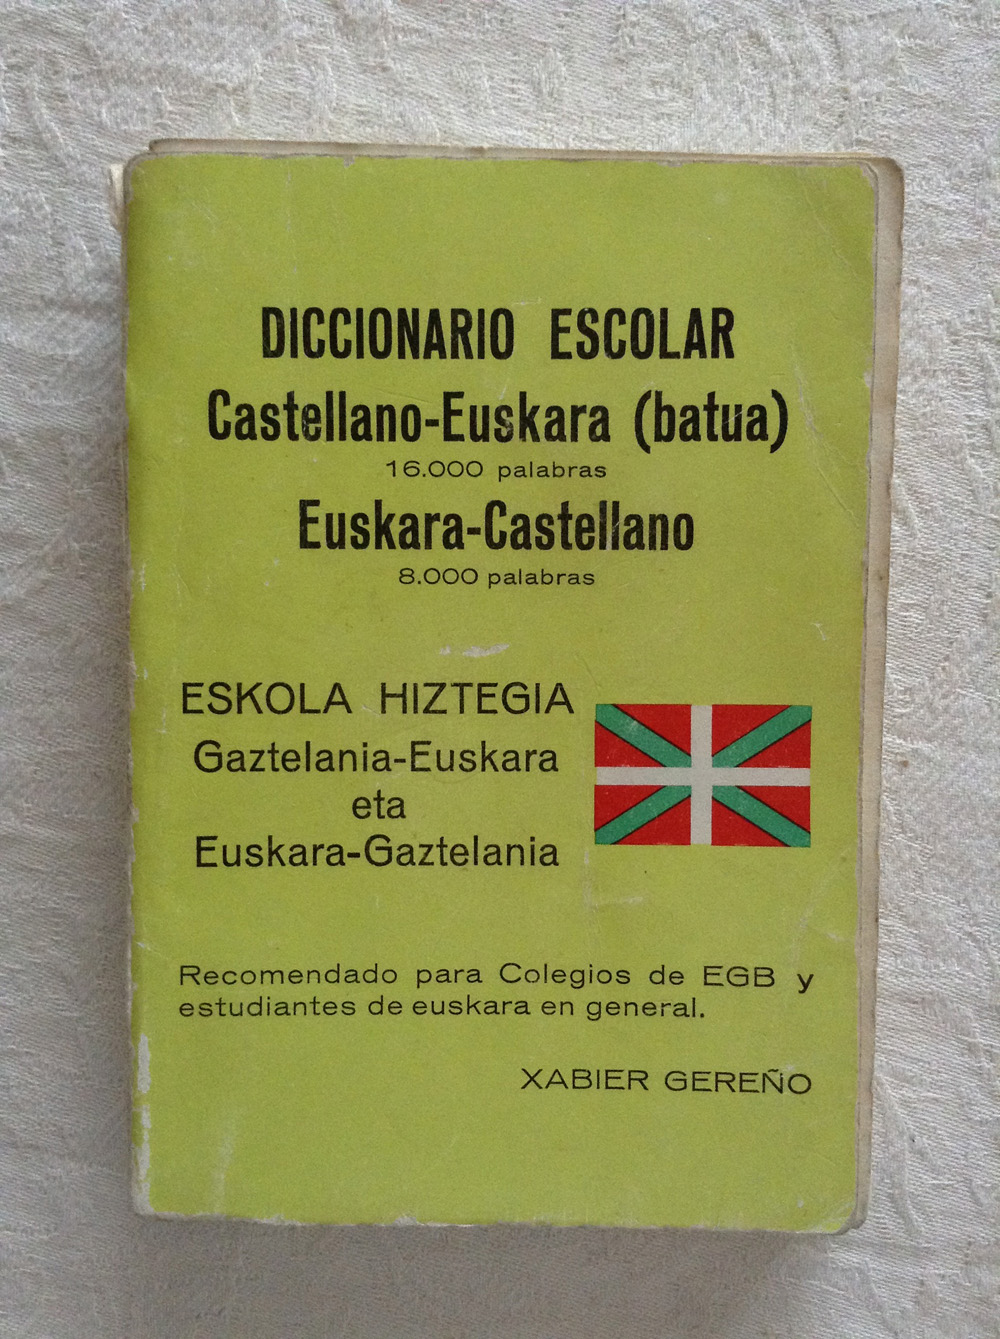 DICCIONARIO ESCOLAR
Castellano-Euskara (batua)
16.000 palabras
Euskara-Castellano
8.000 palabras
ESKOLA HIZTEGIA
Gaztelania-Euskara
eta
Euskara-Gaztelania
Recomendado para Colegios de EGB y
estudiantes de euskara en general.
XABIER GEREÑO